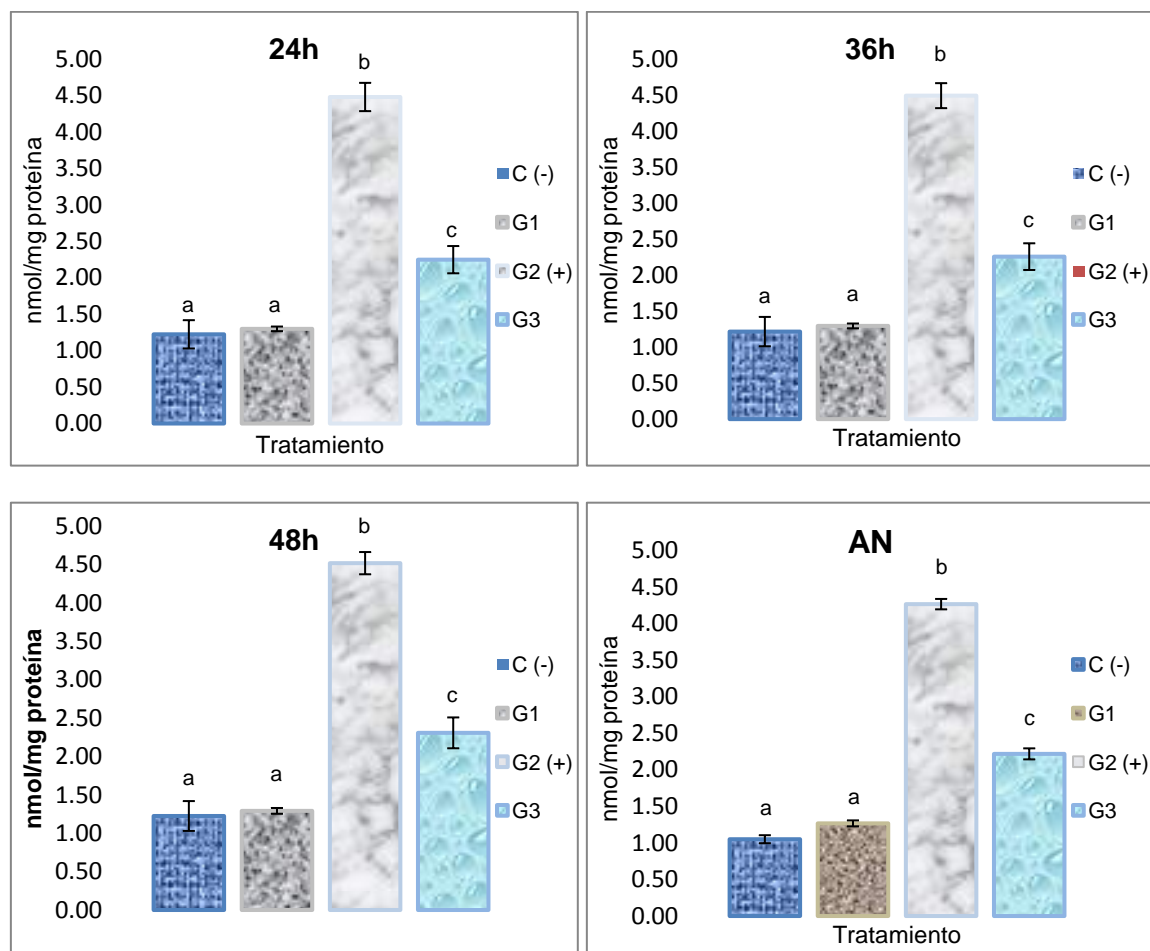 24h
nmol/mg proteína
5.00
4.50
4.00
3.50
3.00
2.50
2.00
1.50
1.00
0.50
0.00
a
a
b
c
Tratamiento
C (-)
G1
G2 (+)
G3
36h
nmol/mg proteína
5.00
4.50
4.00
3.50
3.00
2.50
2.00
1.50
1.00
0.50
0.00
a
a
b
c
Tratamiento
C (-)
G1
G2 (+)
G3
48h
nmol/mg proteína
5.00
4.50
4.00
3.50
3.00
2.50
2.00
1.50
1.00
0.50
0.00
a
a
b
c
C (-)
G1
G2 (+)
G3
AN
nmol/mg proteína
5.00
4.50
4.00
3.50
3.00
2.50
2.00
1.50
1.00
0.50
0.00
a
a
b
c
Tratamiento
C (-)
G1
G2 (+)
G3